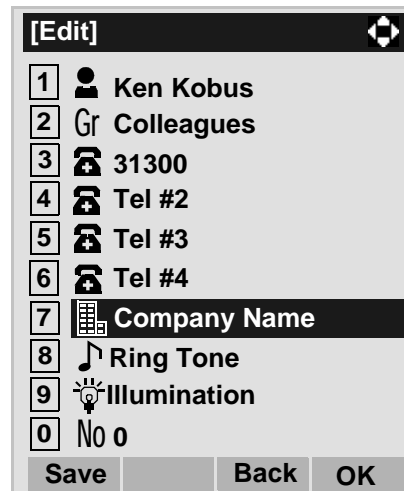 [Edit]
1 Ken Kobus
2 Gr Colleagues
3 31300
4 Tel #2
5 Tel #3
6 Tel #4
7 Company Name
8 Ring Tone
9 Illumination
0 No 0
Save Back OK